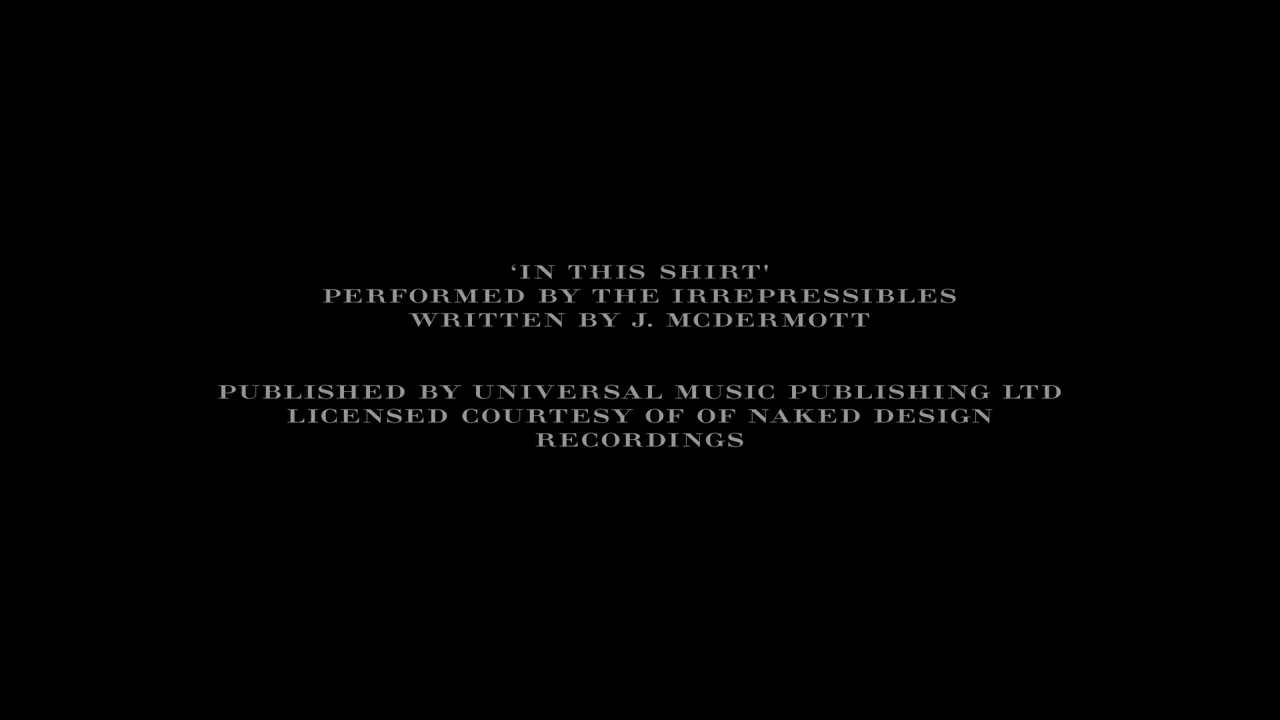 ‘IN THIS SHIRT'
PERFORMED BY THE IRREPRESSIBLES
WRITTEN BY J. MCDERMOTT
PUBLISHED BY UNIVERSAL MUSIC PUBLISHING LTD
LICENSED COURTESY OF OF NAKED DESIGN
RECORDINGS